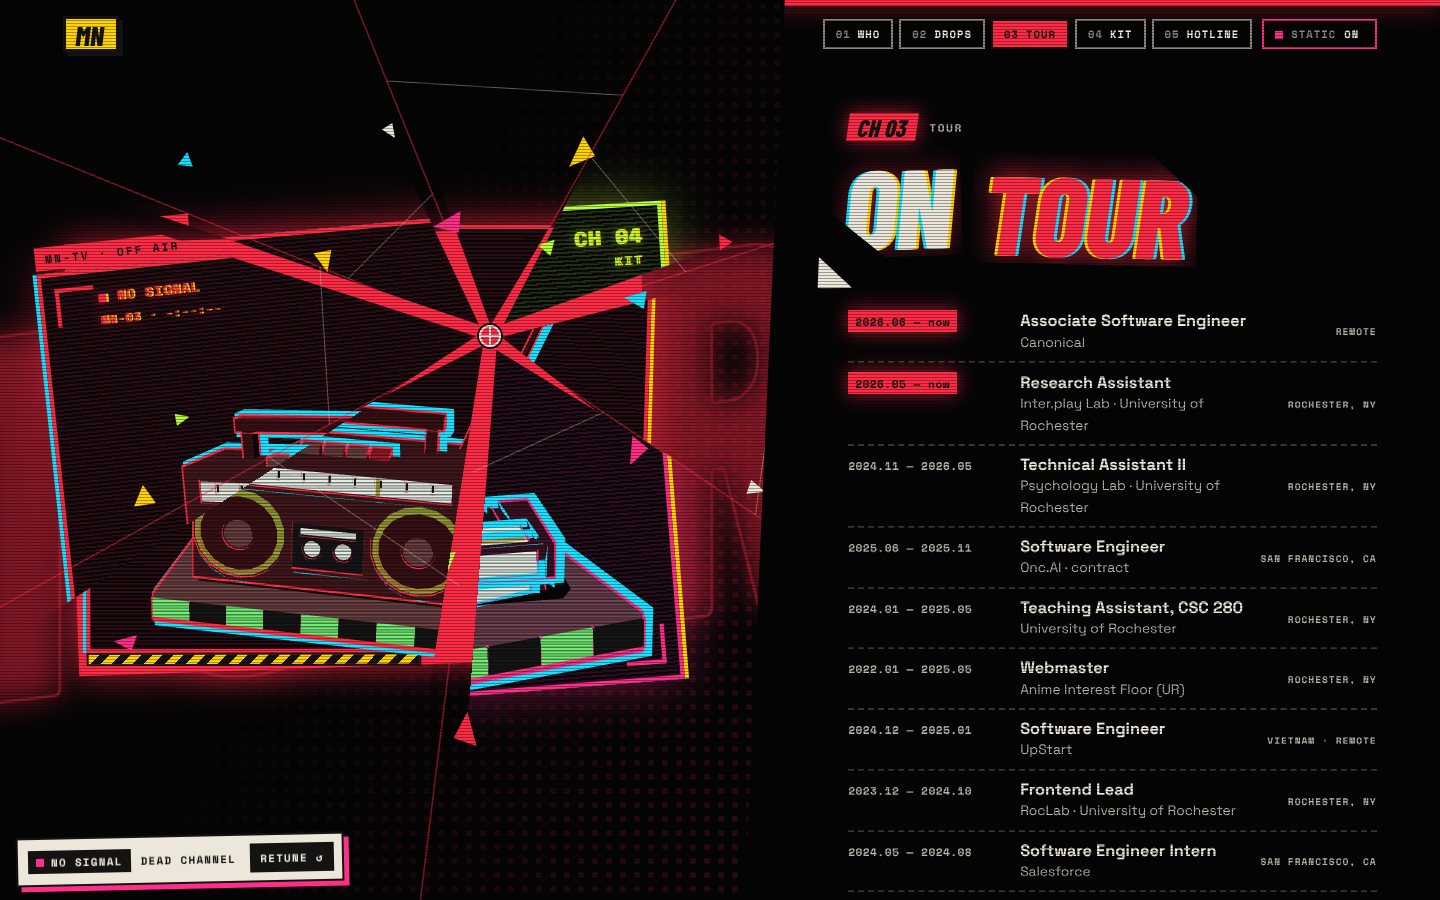 MN
01 WHO
02 DROPS
03 TOUR
04 KIT
05 HOTLINE
STATIC ON
CH 03
TOUR
ON TOUR
MN-TV · OFF AIR
NO SIGNAL
MN-03 - -:--:--
CH 04
KIT
2026.06 — now
Associate Software Engineer
Canonical
REMOTE
2026.05 — now
Research Assistant
Inter.play Lab · University of
Rochester
ROCHESTER, NY
2024.11 — 2026.05
Technical Assistant II
Psychology Lab · University of
Rochester
ROCHESTER, NY
2025.06 — 2025.11
Software Engineer
Onc.AI · contract
SAN FRANCISCO, CA
2024.01 — 2025.05
Teaching Assistant, CSC 280
University of Rochester
ROCHESTER, NY
2022.01 — 2025.05
Webmaster
Anime Interest Floor (UR)
ROCHESTER, NY
2024.12 — 2025.01
Software Engineer
UpStart
VIETNAM · REMOTE
2023.12 — 2024.10
Frontend Lead
RocLab · University of Rochester
ROCHESTER, NY
2024.05 — 2024.08
Software Engineer Intern
Salesforce
SAN FRANCISCO, CA
NO SIGNAL
DEAD CHANNEL
RETUNE ↺